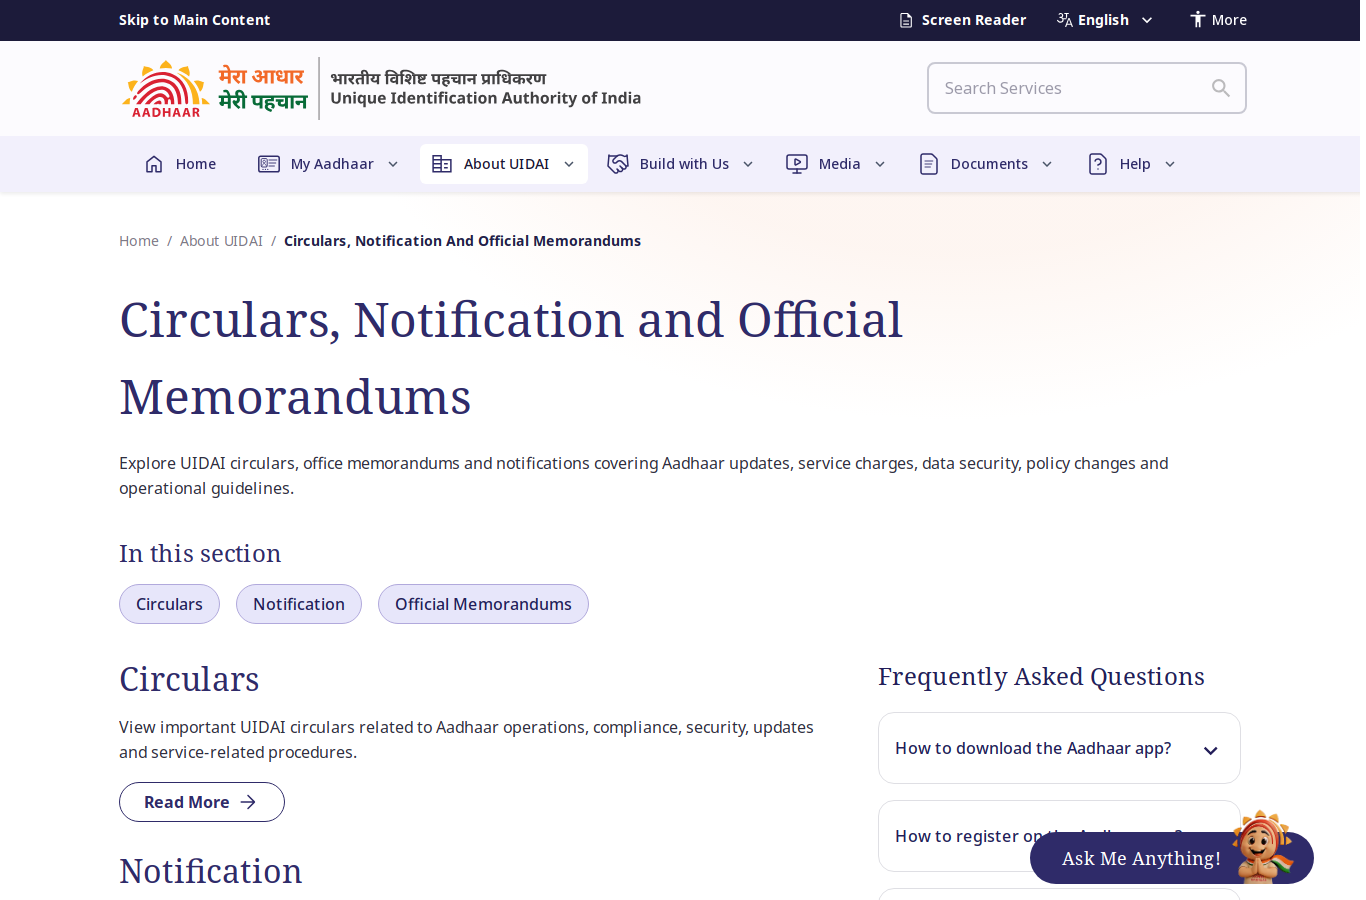 Skip to Main Content
Screen Reader
English
More
मेरा आधार
मेरी पहचान
AADHAAR
भारतीय विशिष्ट पहचान प्राधिकरण
Unique Identification Authority of India
Search Services
Home
My Aadhaar
About UIDAI
Build with Us
Media
Documents
Help
Home / About UIDAI / Circulars, Notification And Official Memorandums
Circulars, Notification and Official
Memorandums
Explore UIDAI circulars, office memorandums and notifications covering Aadhaar updates, service charges, data security, policy changes and
operational guidelines.
In this section
Circulars
Notification
Official Memorandums
Circulars
View important UIDAI circulars related to Aadhaar operations, compliance, security, updates
and service-related procedures.
Read More
Notification
Frequently Asked Questions
How to download the Aadhaar app?
How to register on
Ask Me Anything!